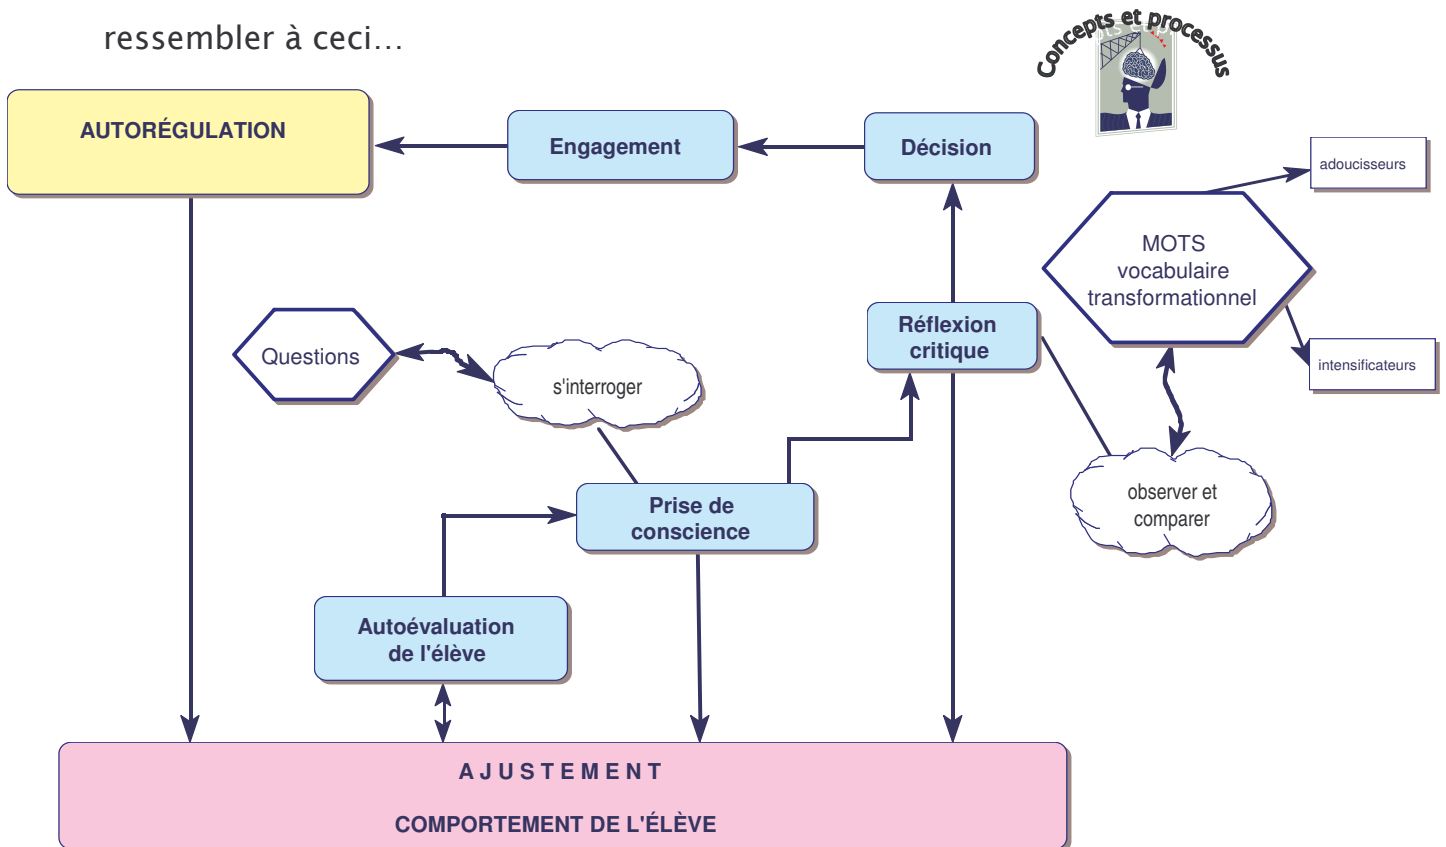 ressembler à ceci…
Concepts et processus
AUTORÉGULATION
Engagement
Décision
adoucisseurs
MOTS
vocabulaire
transformationnel
Réflexion
critique
Questions
s'interroger
intensificateurs
Prise de
conscience
observer et
comparer
Autoévaluation
de l'élève
AJUSTEMENT
COMPORTEMENT DE L'ÉLÈVE